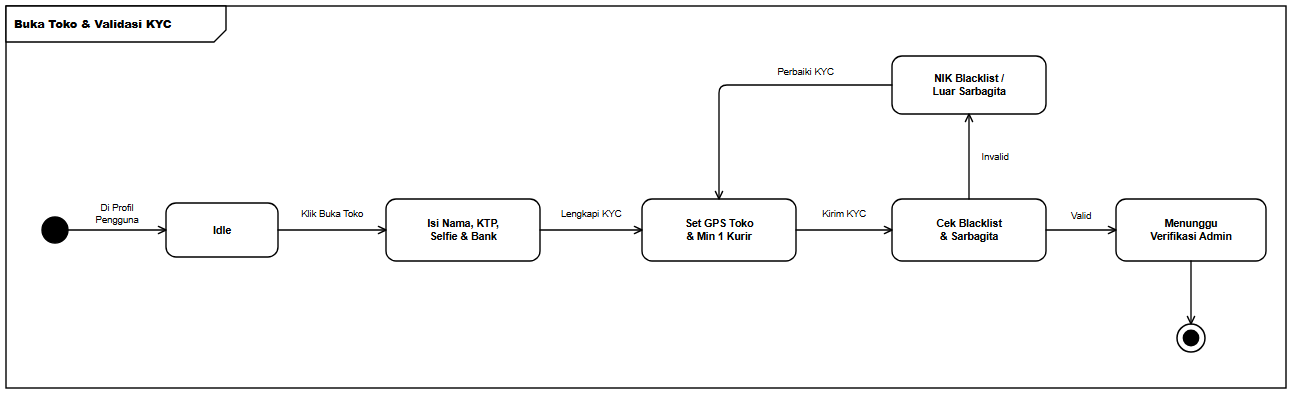 Buka Toko & Validasi KYC
Perbaiki KYC
NIK Blacklist /
Luar Sarbagita
Invalid
Di Profil
Pengguna
Idle
Klik Buka Toko
Isi Nama, KTP,
Selfie & Bank
Lengkapi KYC
Set GPS Toko
& Min 1 Kurir
Kirim KYC
Cek Blacklist
& Sarbagita
Valid
Menunggu
Verifikasi Admin